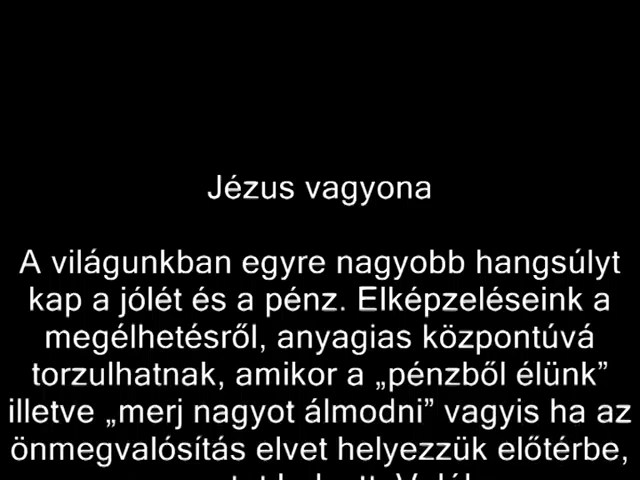 Jézus vagyona
A világunkban egyre nagyobb hangsúlyt
kap a jólét és a pénz. Elképzeléseink a
megélhetésről, anyagias központúvá
torzulhatnak, amikor a „pénzből élünk”
illetve „merj nagyot álmodni” vagyis ha az
önmegvalósítás elvet helyezzük előtérbe,